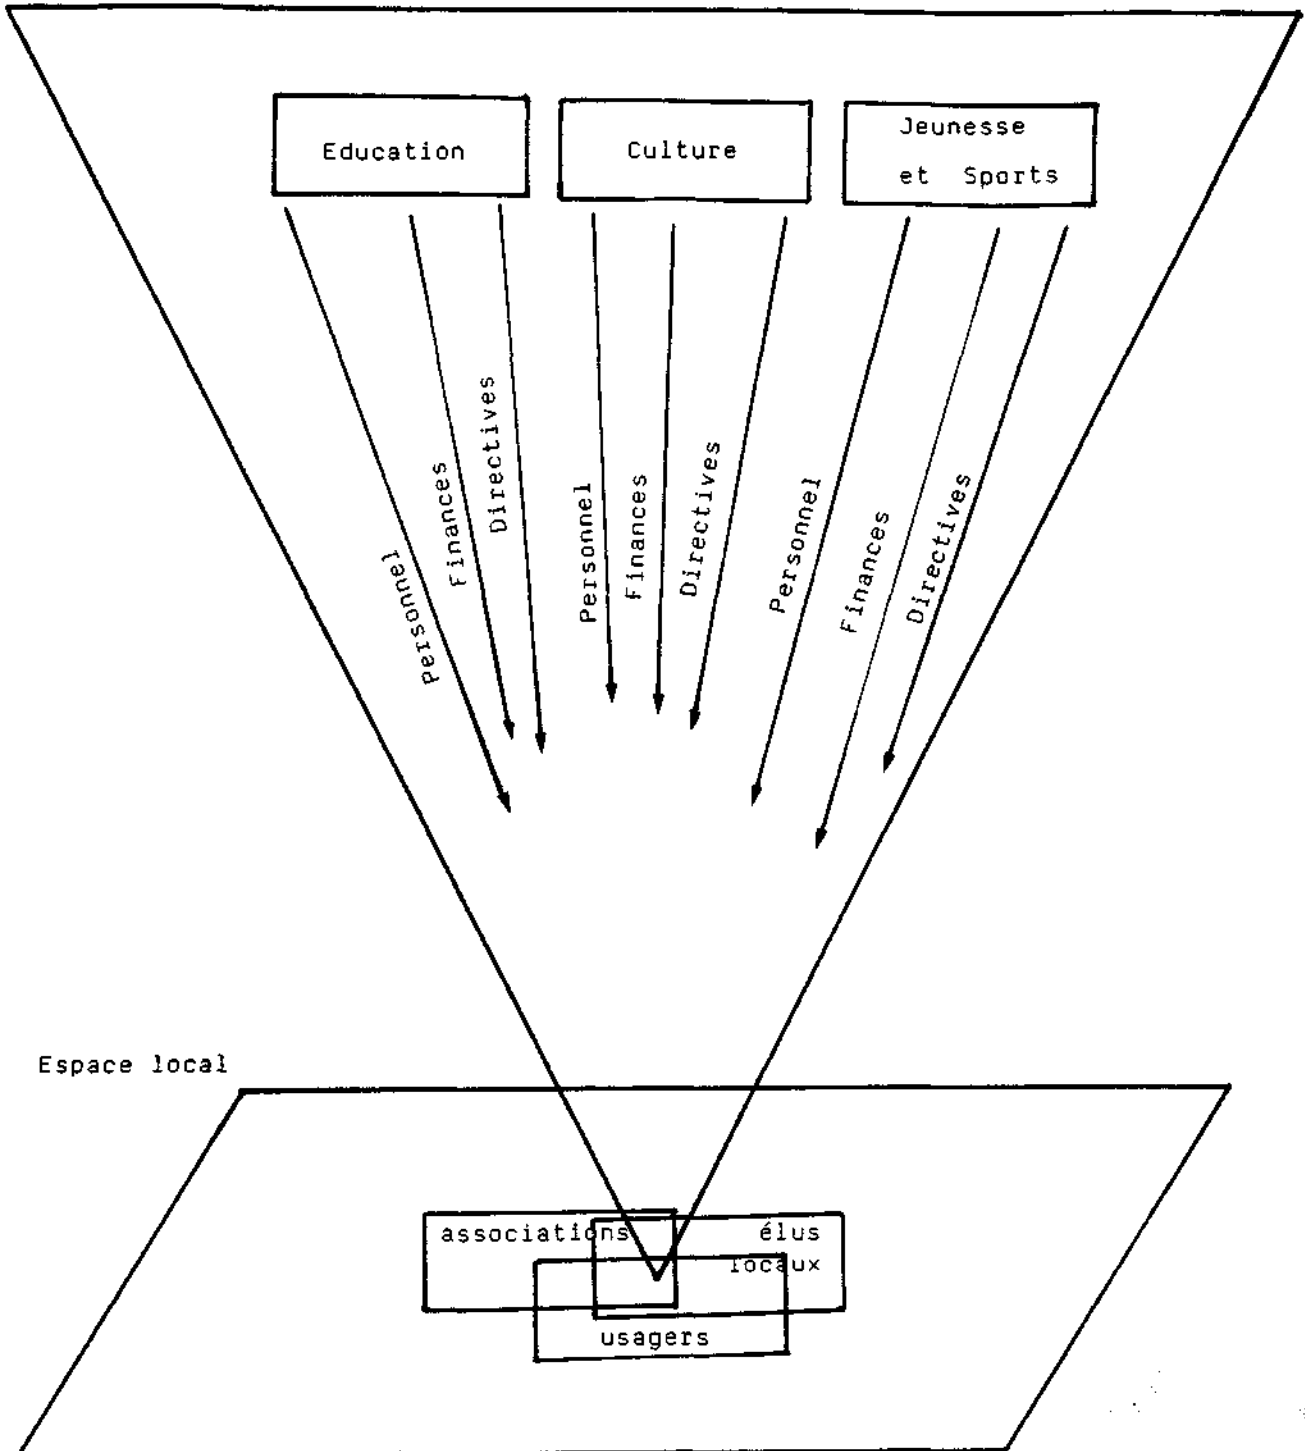 Education
Culture
Jeunesse
et Sports
Personnel
Finances
Directives
Personnel
Finances
Directives
Personnel
Finances
Directives
Espace local
associations
élus
locaux
usagers